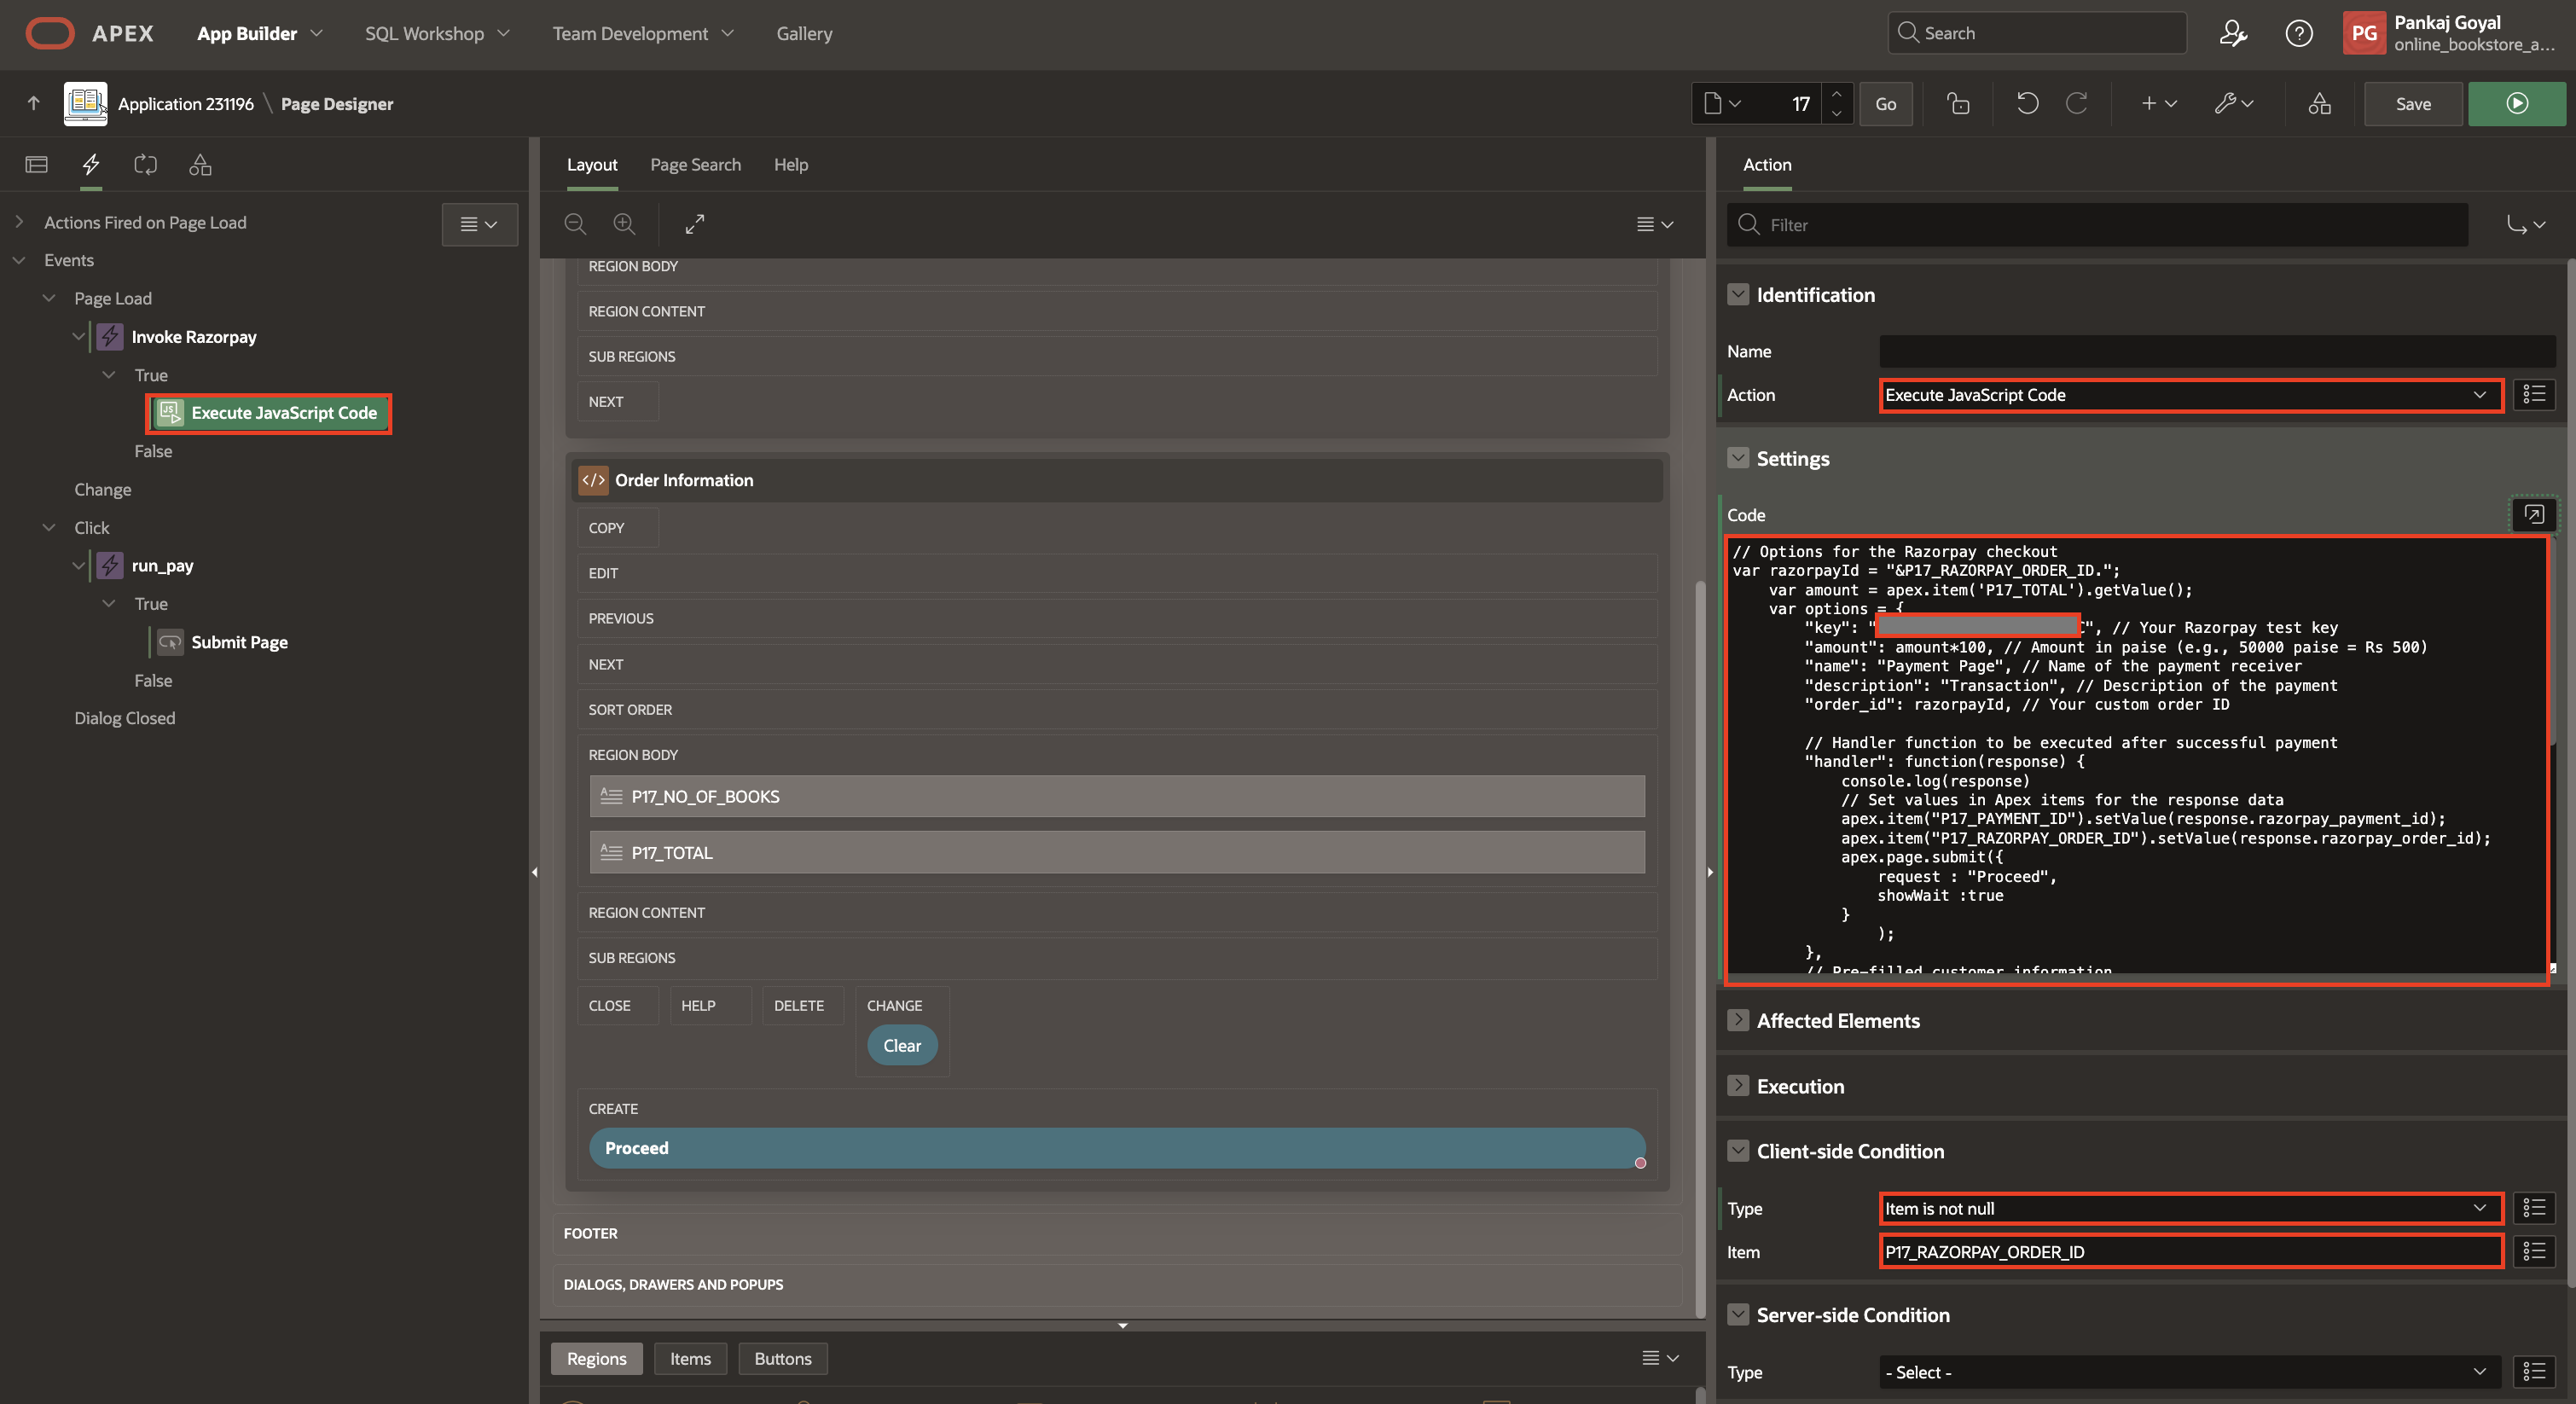 APEX
App Builder
SQL Workshop
Team Development
Gallery
Search
PG
Pankaj Goyal
online_bookstore_a...
Application 231196 \ Page Designer
17
Go
Save
Actions Fired on Page Load
Events
Page Load
Invoke Razorpay
True
Execute JavaScript Code
False
Change
Click
run_pay
True
Submit Page
False
Dialog Closed
Layout
Page Search
Help
REGION BODY
REGION CONTENT
SUB REGIONS
NEXT
Order Information
COPY
EDIT
PREVIOUS
NEXT
SORT ORDER
REGION BODY
P17_NO_OF_BOOKS
P17_TOTAL
REGION CONTENT
SUB REGIONS
CLOSE
HELP
DELETE
CHANGE
Clear
CREATE
Proceed
FOOTER
DIALOGS, DRAWERS AND POPUPS
Regions
Items
Buttons
Action
Filter
Identification
Name
Action
Execute JavaScript Code
Settings
Code
// Options for the Razorpay checkout
var razorpayId = "&P17_RAZORPAY_ORDER_ID.";
var amount = apex.item('P17_TOTAL').getValue();
var options = {
"key": " ", // Your Razorpay test key
"amount": amount*100, // Amount in paise (e.g., 50000 paise = Rs 500)
"name": "Payment Page", // Name of the payment receiver
"description": "Transaction", // Description of the payment
"order_id": razorpayId, // Your custom order ID
// Handler function to be executed after successful payment
"handler": function(response) {
console.log(response)
// Set values in Apex items for the response data
apex.item("P17_PAYMENT_ID").setValue(response.razorpay_payment_id);
apex.item("P17_RAZORPAY_ORDER_ID").setValue(response.razorpay_order_id);
apex.page.submit({
request : "Proceed",
showWait :true
}
);
},
// Pre-filled customer information
Affected Elements
Execution
Client-side Condition
Type
Item is not null
Item
P17_RAZORPAY_ORDER_ID
Server-side Condition
Type
- Select -